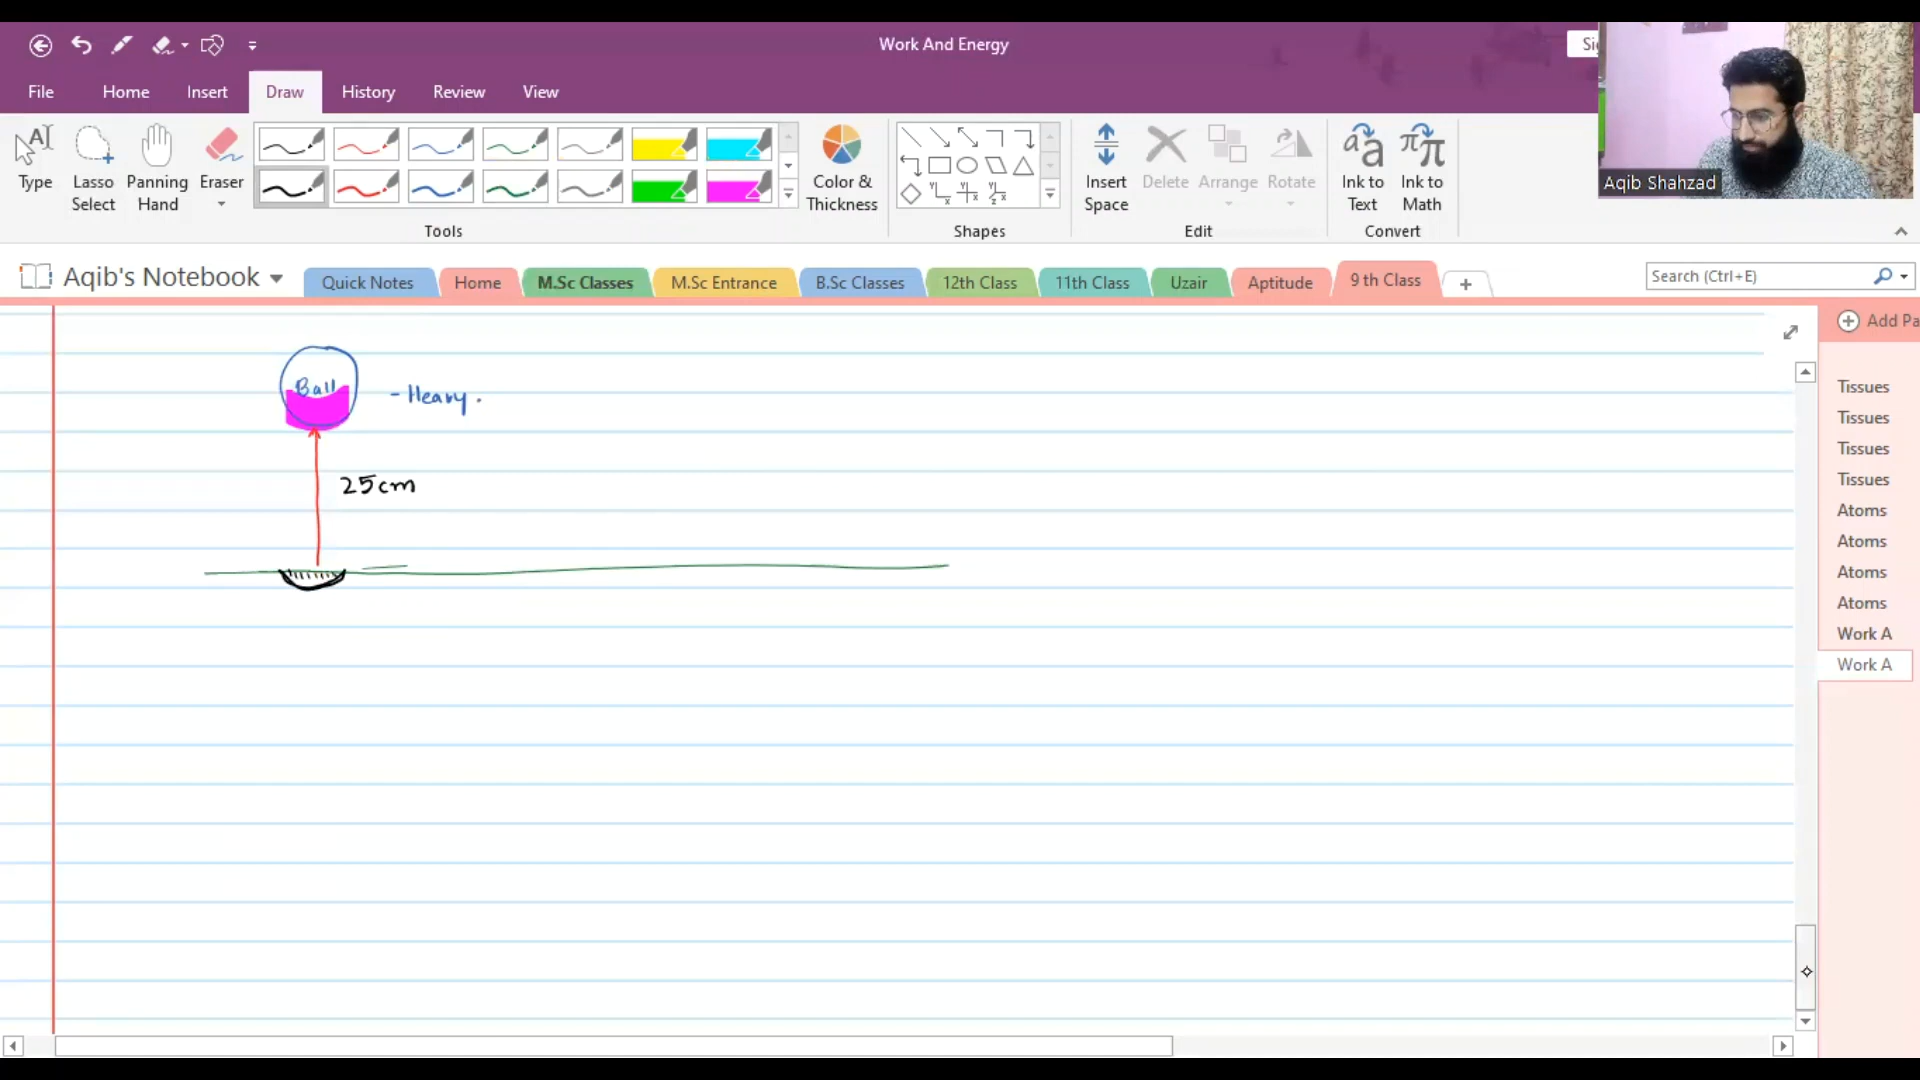 Work And Energy
File Home Insert Draw History Review View
Type
Lasso Select
Panning Hand
Eraser
Color & Thickness
Insert Space
Delete
Arrange
Rotate
Ink to Text
Ink to Math
Tools
Shapes
Edit
Convert
Aqib Shahzad
Aqib's Notebook
Quick Notes
Home
M.Sc Classes
M.Sc Entrance
B.Sc Classes
12th Class
11th Class
Uzair
Aptitude
9 th Class
Search (Ctrl+E)
Add Pa
Ball
- Heavy.
25cm
Tissues
Tissues
Tissues
Tissues
Atoms
Atoms
Atoms
Atoms
Work A
Work A